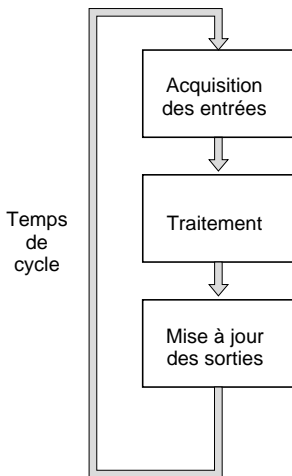 Acquisition
des entrées
Traitement
Temps
de
cycle
Mise à jour
des sorties